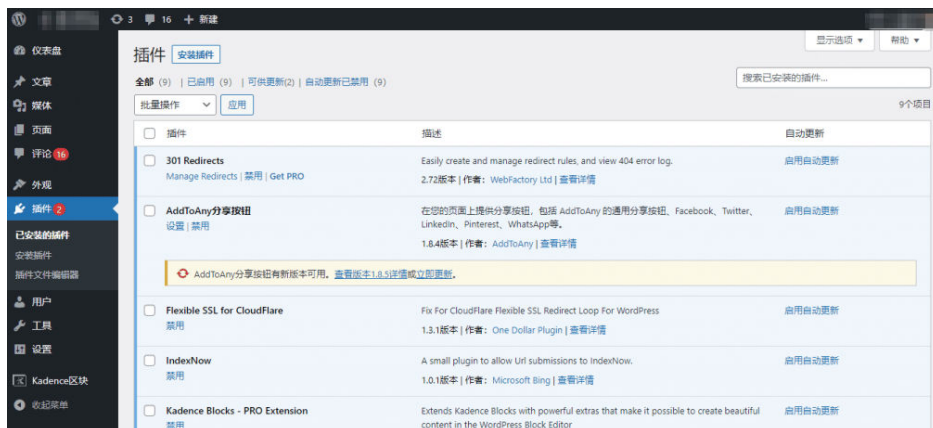 3 16 新建
显示选项 帮助
仪表盘
插件 安装插件
文章
全部 (9) | 已启用 (9) | 可供更新(2) | 自动更新已禁用 (9)
搜索已安装的插件...
媒体
批量操作 应用
9个项目
页面
插件 描述 自动更新
评论 16
301 Redirects Easily create and manage redirect rules, and view 404 error log. 启用自动更新
Manage Redirects | 禁用 | Get PRO
2.72版本 | 作者: WebFactory Ltd | 查看详情
外观
插件 2
AddToAny分享按钮 在您的页面上提供分享按钮,包括 AddToAny 的通用分享按钮、Facebook、Twitter、 启用自动更新
设置 | 禁用 LinkedIn、Pinterest、WhatsApp等。
已安装的插件
1.8.4版本 | 作者: AddToAny | 查看详情
安装插件
插件文件编辑器
AddToAny分享按钮有新版本可用。查看版本1.8.5详情或立即更新。
用户
Flexible SSL for CloudFlare Fix For CloudFlare Flexible SSL Redirect Loop For WordPress 启用自动更新
禁用
工具
1.3.1版本 | 作者: One Dollar Plugin | 查看详情
设置
IndexNow A small plugin to allow Url submissions to IndexNow. 启用自动更新
禁用
Kadence区块
1.0.1版本 | 作者: Microsoft Bing | 查看详情
收起菜单
Kadence Blocks - PRO Extension Extends Kadence Blocks with powerful extras that make it possible to create beautiful 启用自动更新
禁用 content in the WordPress Block Editor